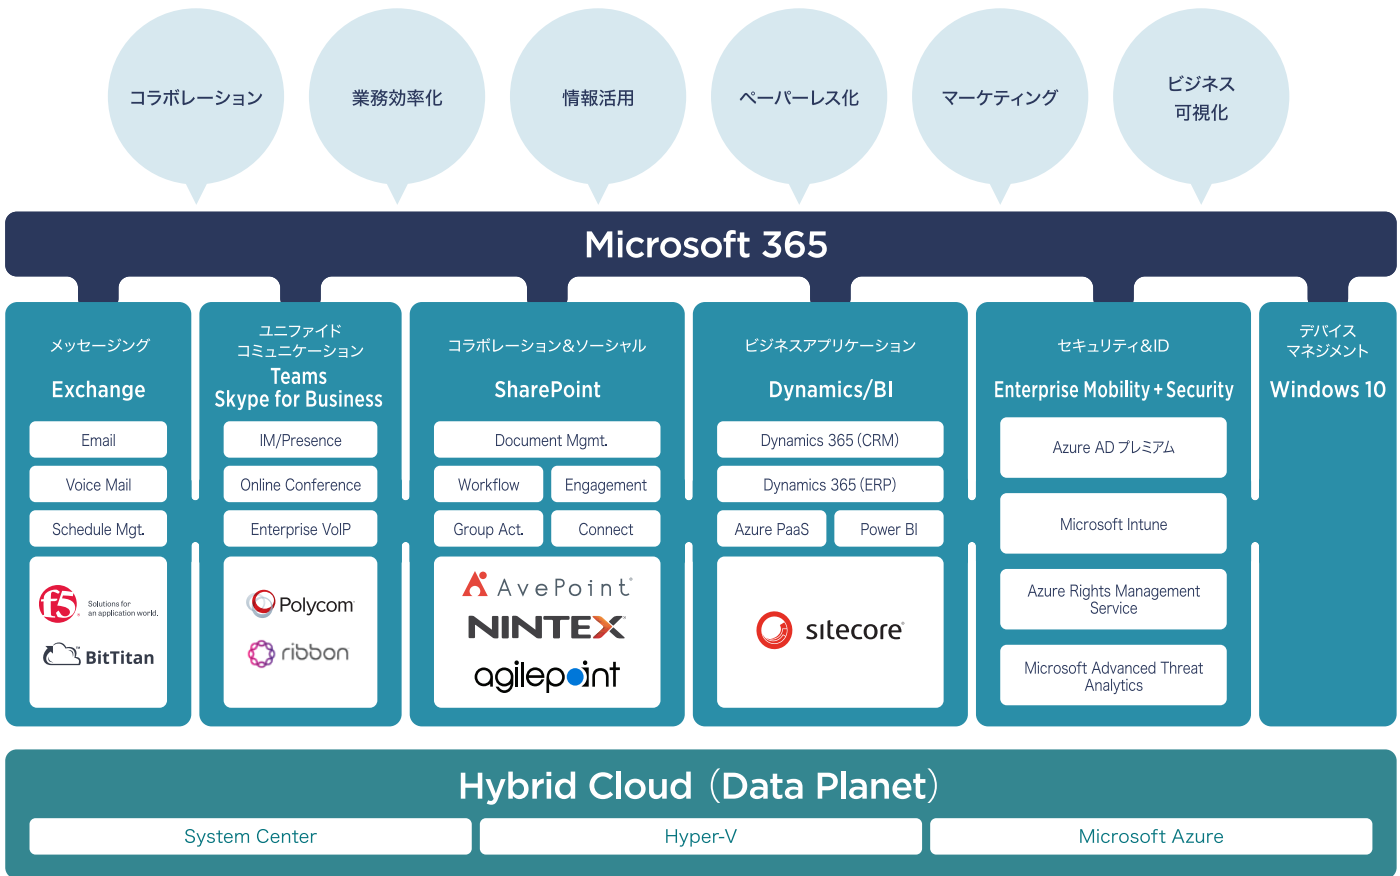 コラボレーション
業務効率化
情報活用
ペーパーレス化
マーケティング
ビジネス
可視化
Microsoft 365
メッセージング
Exchange
Email
Voice Mail
Schedule Mgt.
f5
Solutions for
an application world.
BitTitan
ユニファイド
コミュニケーション
Teams
Skype for Business
IM/Presence
Online Conference
Enterprise VoIP
Polycom
ribbon
コラボレーション&ソーシャル
SharePoint
Document Mgmt.
Workflow
Engagement
Group Act.
Connect
AvePoint
NINTEX
agilepoint
ビジネスアプリケーション
Dynamics/BI
Dynamics 365 (CRM)
Dynamics 365 (ERP)
Azure PaaS
Power BI
sitecore
セキュリティ&ID
Enterprise Mobility + Security
Azure AD プレミアム
Microsoft Intune
Azure Rights Management
Service
Microsoft Advanced Threat
Analytics
デバイス
マネジメント
Windows 10
Hybrid Cloud（Data Planet）
System Center
Hyper-V
Microsoft Azure